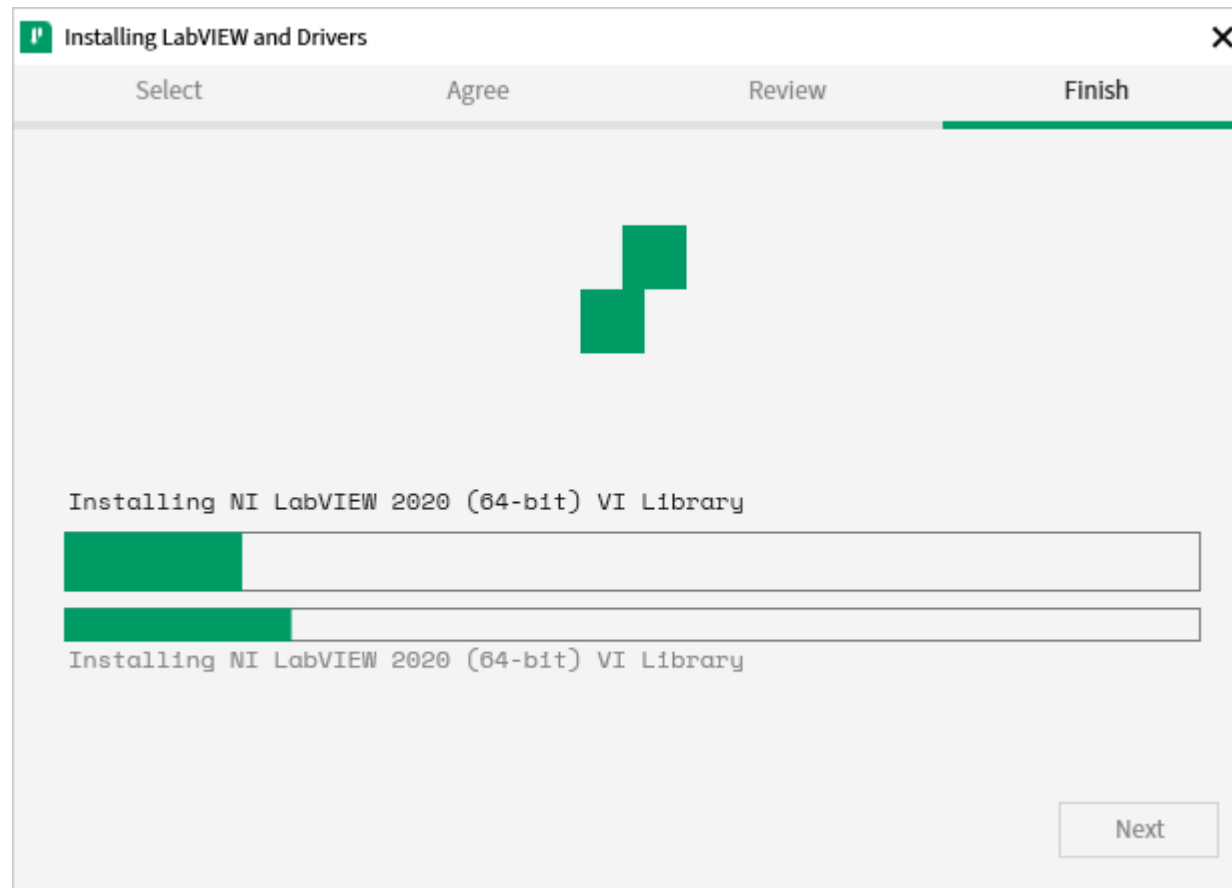 Installing LabVIEW and Drivers
Select Agree Review Finish
Installing NI LabVIEW 2020 (64-bit) VI Library
Installing NI LabVIEW 2020 (64-bit) VI Library
Next